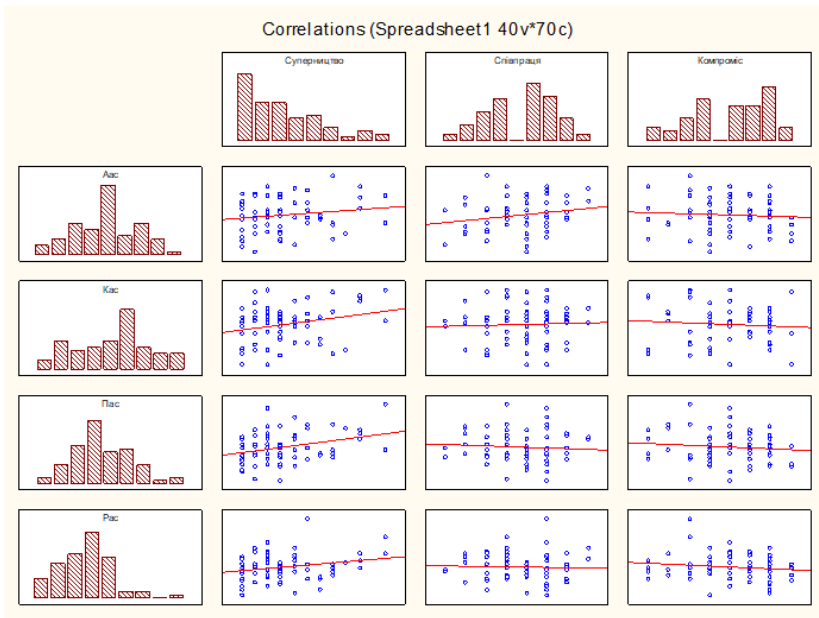 Correlations (Spreadsheet1 40v*70c)
Суперництво
Співпраця
Компроміс
Аас
Кас
Пас
Рас